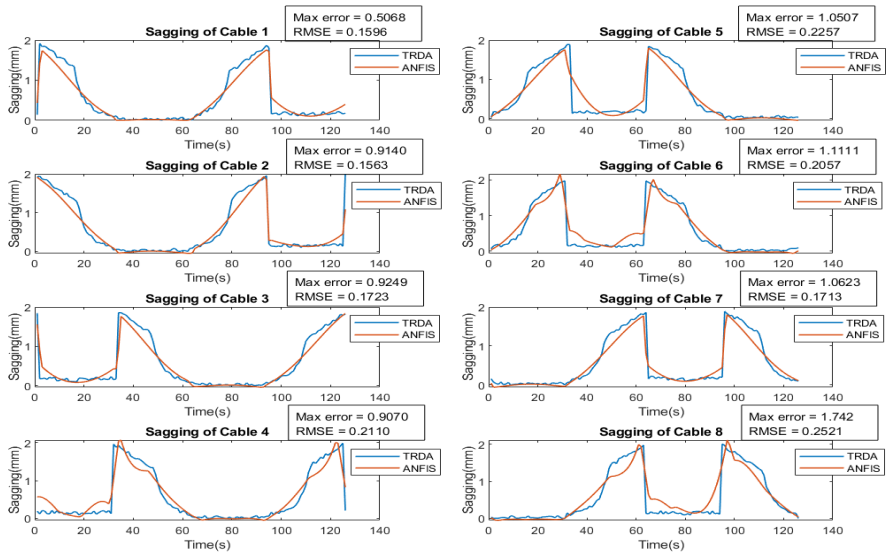 Max error = 0.5068
RMSE = 0.1596
Sagging of Cable 1
TRDA
ANFIS
Sagging(mm)
2
1
0
0 20 40 60 80 100 120 140
Time(s)
Max error = 0.9140
RMSE = 0.1563
Sagging of Cable 2
TRDA
ANFIS
Sagging(mm)
2
1
0
0 20 40 60 80 100 120 140
Time(s)
Max error = 0.9249
RMSE = 0.1723
Sagging of Cable 3
TRDA
ANFIS
Sagging(mm)
2
1
0
0 20 40 60 80 100 120 140
Time(s)
Max error = 0.9070
RMSE = 0.2110
Sagging of Cable 4
TRDA
ANFIS
Sagging(mm)
2
1
0
0 20 40 60 80 100 120 140
Time(s)
Max error = 1.0507
RMSE = 0.2257
Sagging of Cable 5
TRDA
ANFIS
Sagging(mm)
2
1
0
0 20 40 60 80 100 120 140
Time(s)
Max error = 1.1111
RMSE = 0.2057
Sagging of Cable 6
TRDA
ANFIS
Sagging(mm)
2
1
0
0 20 40 60 80 100 120 140
Time(s)
Max error = 1.0623
RMSE = 0.1713
Sagging of Cable 7
TRDA
ANFIS
Sagging(mm)
2
1
0
0 20 40 60 80 100 120 140
Time(s)
Max error = 1.742
RMSE = 0.2521
Sagging of Cable 8
TRDA
ANFIS
Sagging(mm)
2
1
0
0 20 40 60 80 100 120 140
Time(s)